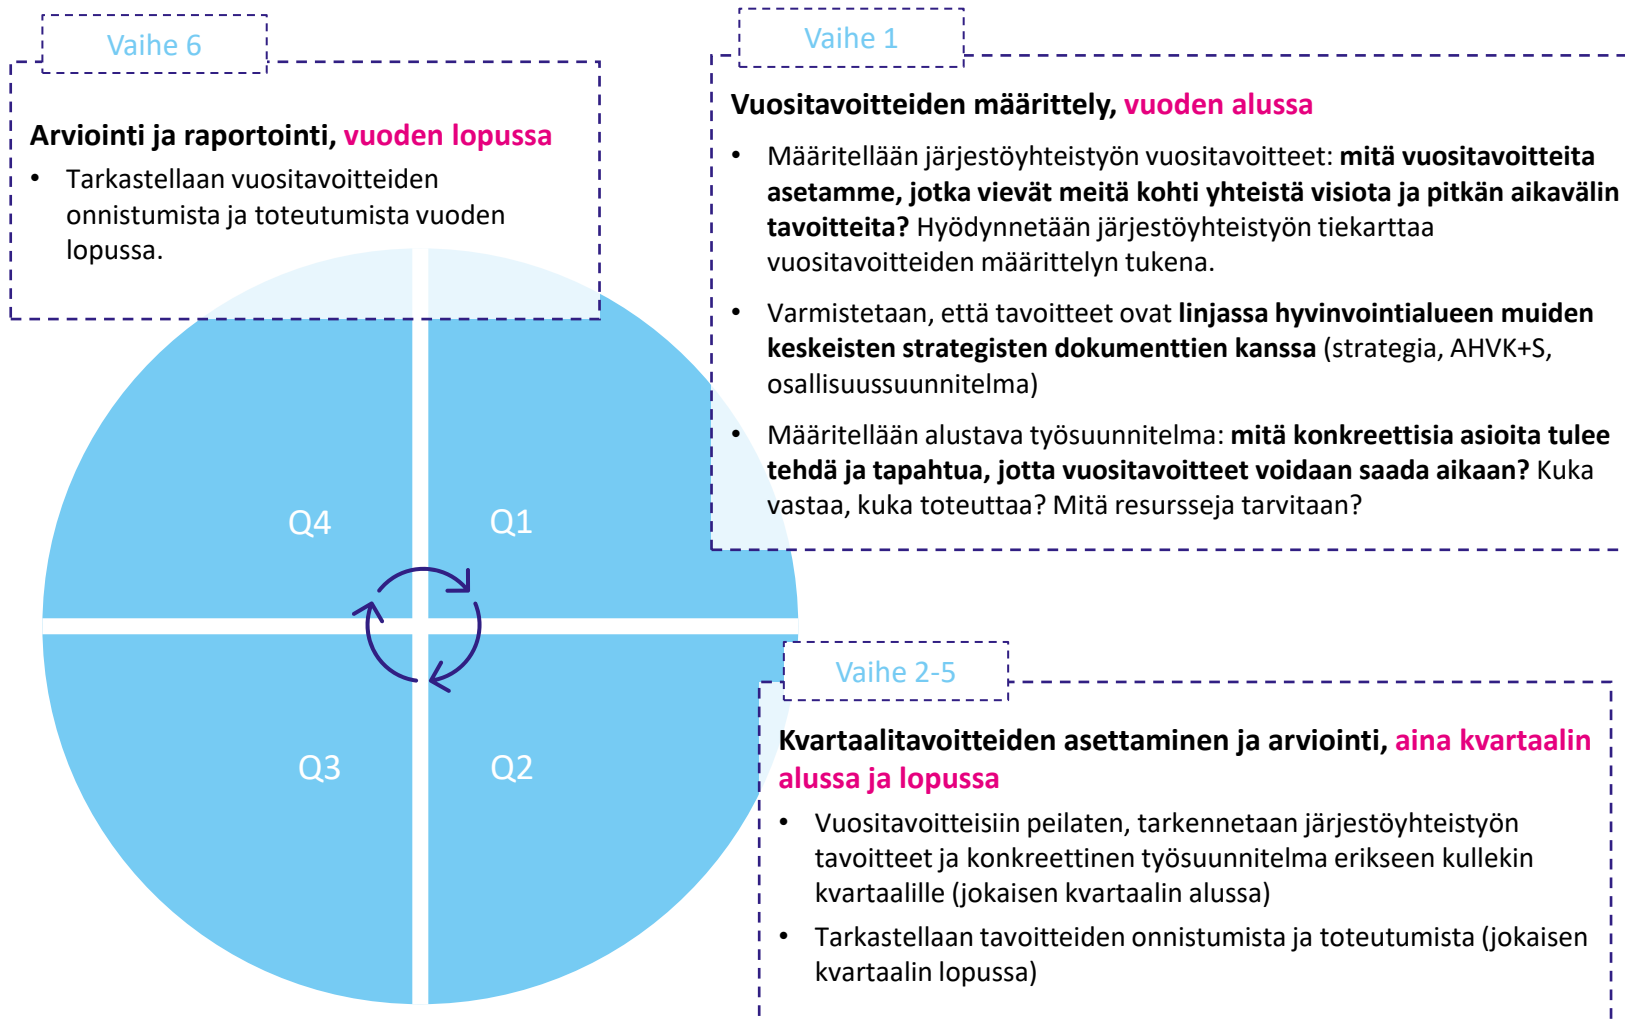 Vaihe 6
Arviointi ja raportointi, vuoden lopussa
• Tarkastellaan vuositavoitteiden
onnistumista ja toteutumista vuoden
lopussa.
Vaihe 1
Vuositavoitteiden määrittely, vuoden alussa
• Määritellään järjestöyhteistyön vuositavoitteet: mitä vuositavoitteita
asetamme, jotka vievät meitä kohti yhteistä visiota ja pitkän aikavälin
tavoitteita? Hyödynnetään järjestöyhteistyön tiekarttaa
vuositavoitteiden määrittelyn tukena.
• Varmistetaan, että tavoitteet ovat linjassa hyvinvointialueen muiden
keskeisten strategisten dokumenttien kanssa (strategia, AHVK+S,
osallisuussuunnitelma)
• Määritellään alustava työsuunnitelma: mitä konkreettisia asioita tulee
tehdä ja tapahtua, jotta vuositavoitteet voidaan saada aikaan? Kuka
vastaa, kuka toteuttaa? Mitä resursseja tarvitaan?
Q4
Q1
Q3
Q2
Vaihe 2-5
Kvartaalitavoitteiden asettaminen ja arviointi, aina kvartaalin
alussa ja lopussa
• Vuositavoitteisiin peilaten, tarkennetaan järjestöyhteistyön
tavoitteet ja konkreettinen työsuunnitelma erikseen kullekin
kvartaalille (jokaisen kvartaalin alussa)
• Tarkastellaan tavoitteiden onnistumista ja toteutumista (jokaisen
kvartaalin lopussa)